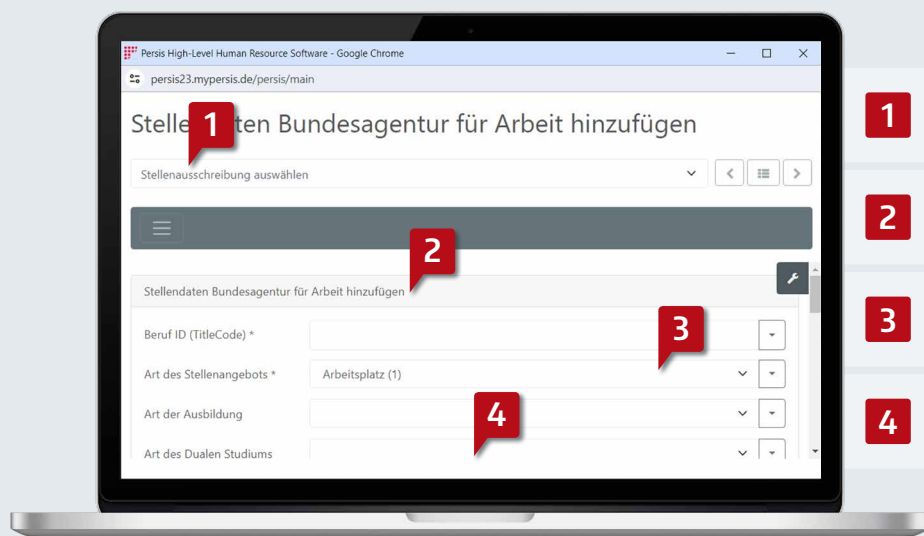 Persis High-Level Human Resource Software - Google Chrome
persis23.mypersis.de/persis/main
1
Stelle ten Bundesagentur für Arbeit hinzufügen
1
Stellenausschreibung auswählen
2
2
Stellendaten Bundesagentur für Arbeit hinzufügen
3
Beruf ID (TitleCode) *
3
Art des Stellenangebots * Arbeitsplatz (1)
4
Art der Ausbildung
4
Art des Dualen Studiums